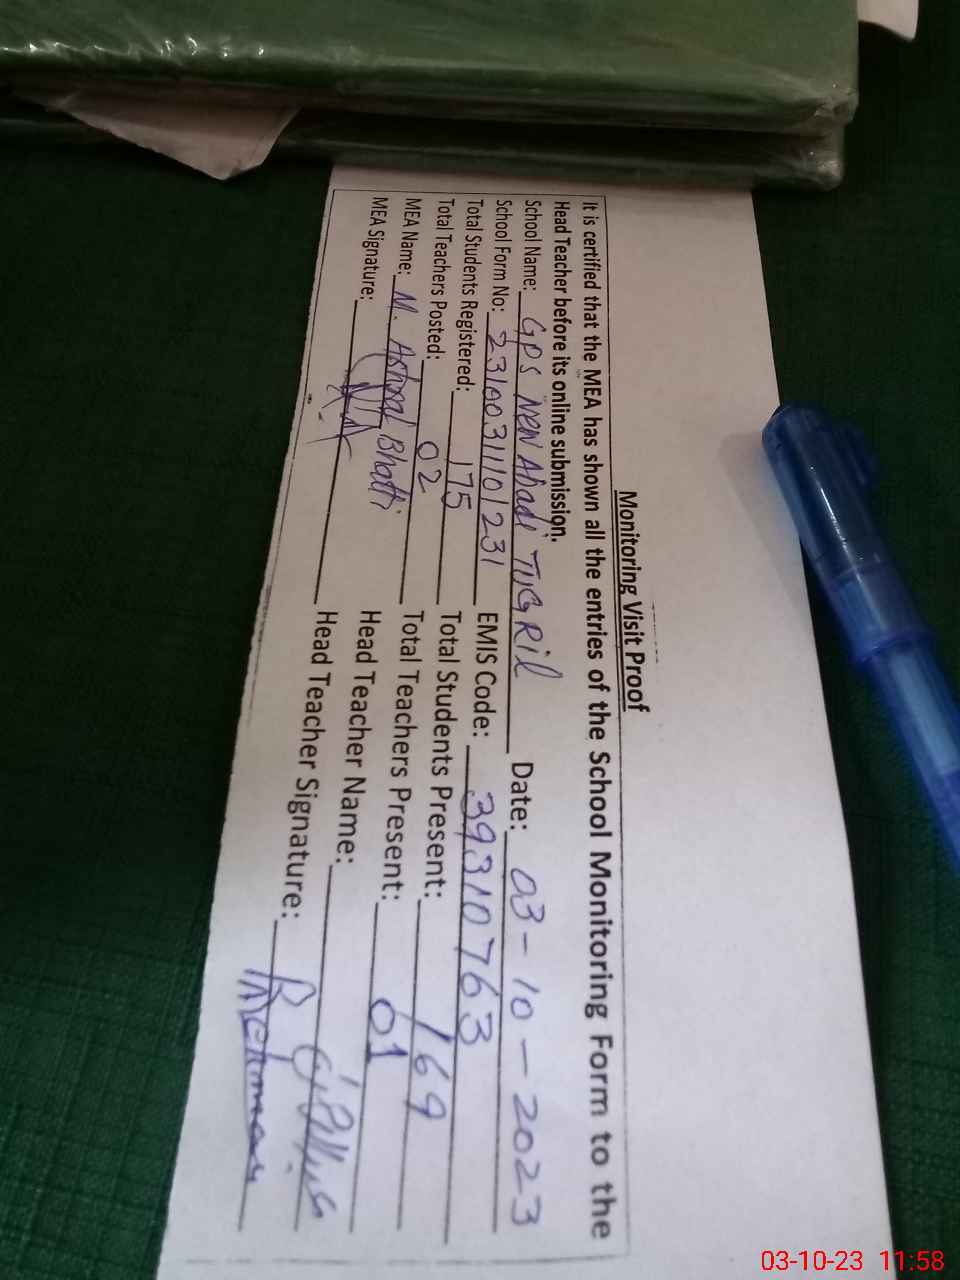 Monitoring Visit Proof
It is certified that the MEA has shown all the entries of the School Monitoring Form to the
Head Teacher before its online submission.
School Name: GPS NEW Abadi TUGRil Date: 03-10-2023
School Form No: 2310031101231 EMIS Code: 39310763
Total Students Registered: 175 Total Students Present: 169
Total Teachers Posted: 02 Total Teachers Present: 01
MEA Name: M. Ashraf Bhatti Head Teacher Name:
MEA Signature: Head Teacher Signature:
03-10-23 11:58